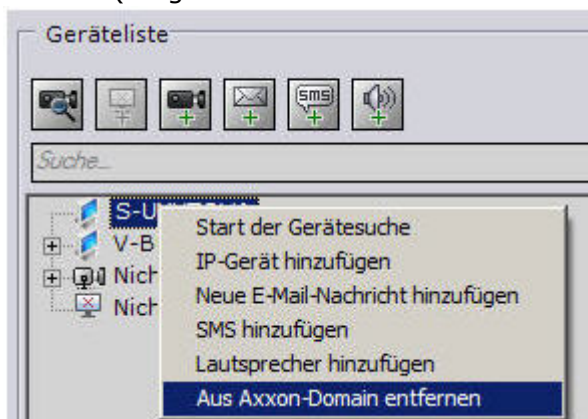 Geräteliste
sms
Suche...
S-U
V-B
Nich
Nich
Start der Gerätesuche
IP-Gerät hinzufügen
Neue E-Mail-Nachricht hinzufügen
SMS hinzufügen
Lautsprecher hinzufügen
Aus Axxon-Domain entfernen